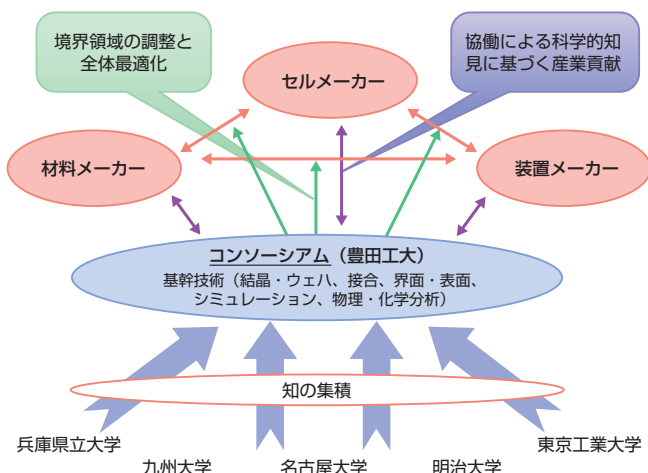 境界領域の調整と
全体最適化
協働による科学的知
見に基づく産業貢献
セルメーカー
材料メーカー
装置メーカー
コンソーシアム（豊田工大）
基幹技術（結晶・ウェハ、接合、界面・表面、
シミュレーション、物理・化学分析）
知の集積
兵庫県立大学
九州大学
名古屋大学
明治大学
東京工業大学